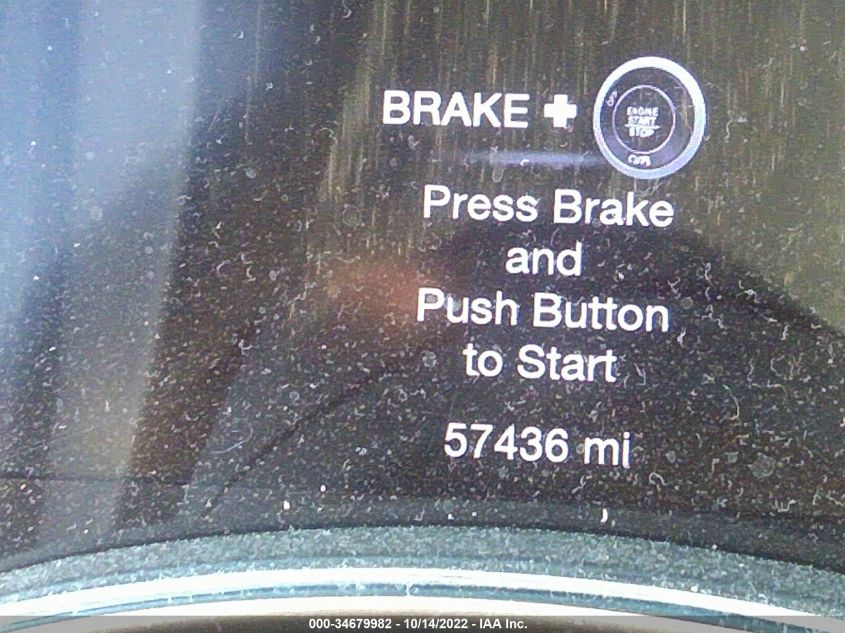 BRAKE +
ENGINE
START
STOP
OFF
Press Brake
and
Push Button
to Start
57436 mi
000-34679982 - 10/14/2022 - IAA Inc.